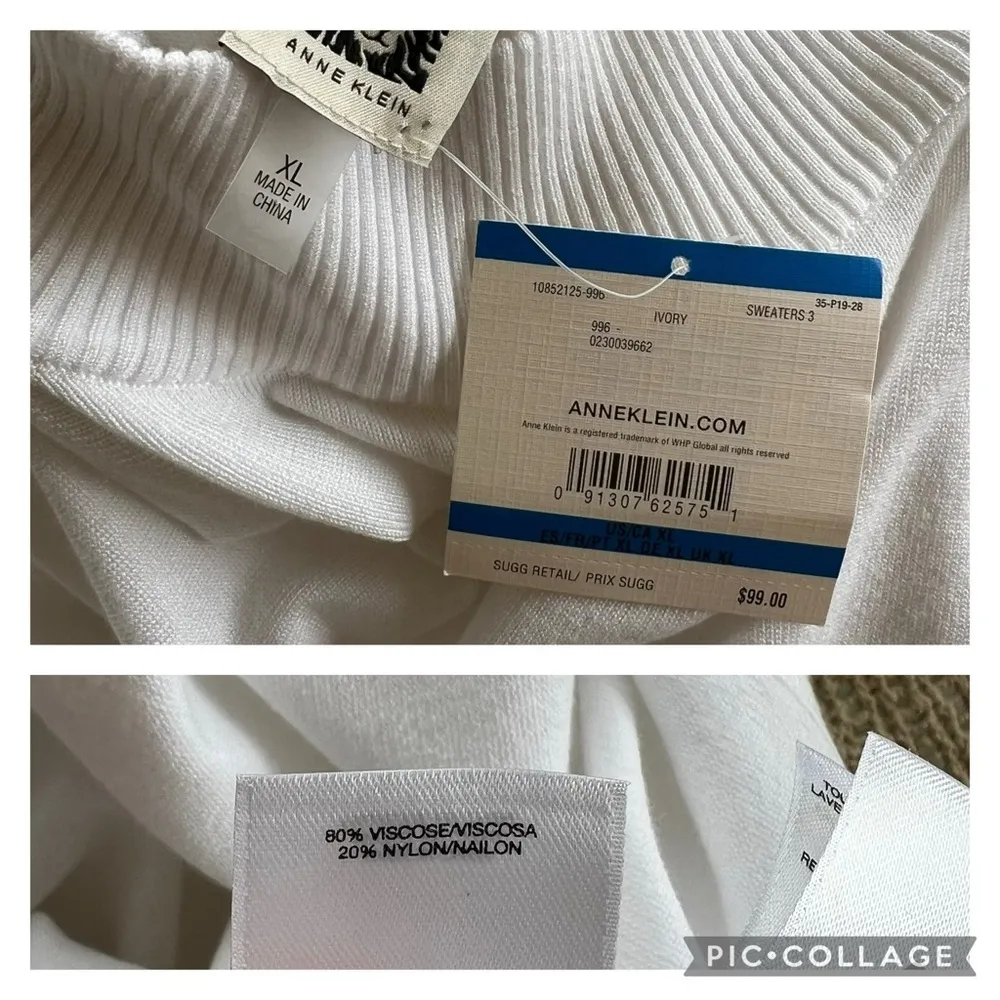 ANNE KLEIN
XL
MADE IN
CHINA
10852125-996
IVORY
SWEATERS 3
35-P19-28
996 -
0230039662
ANNEKLEIN.COM
Anne Klein is a registered trademark of WHP Global all rights reserved
0 91307 62575 1
US/CA XL
ES/FR/PT XL DE XL UK XL
SUGG RETAIL/ PRIX SUGG
$99.00
80% VISCOSE/VISCOSA
20% NYLON/NAILON
PIC•COLLAGE